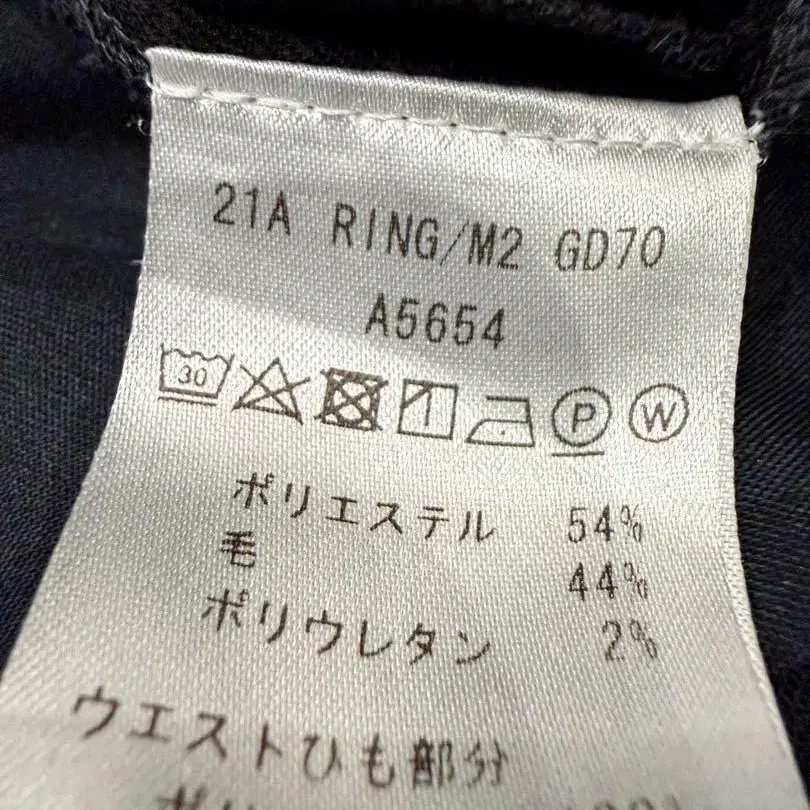 21A RING/M2 GD70
A5654
30 P W
ポリエステル 54%
毛 44%
ポリウレタン 2%
ウエストひも部分